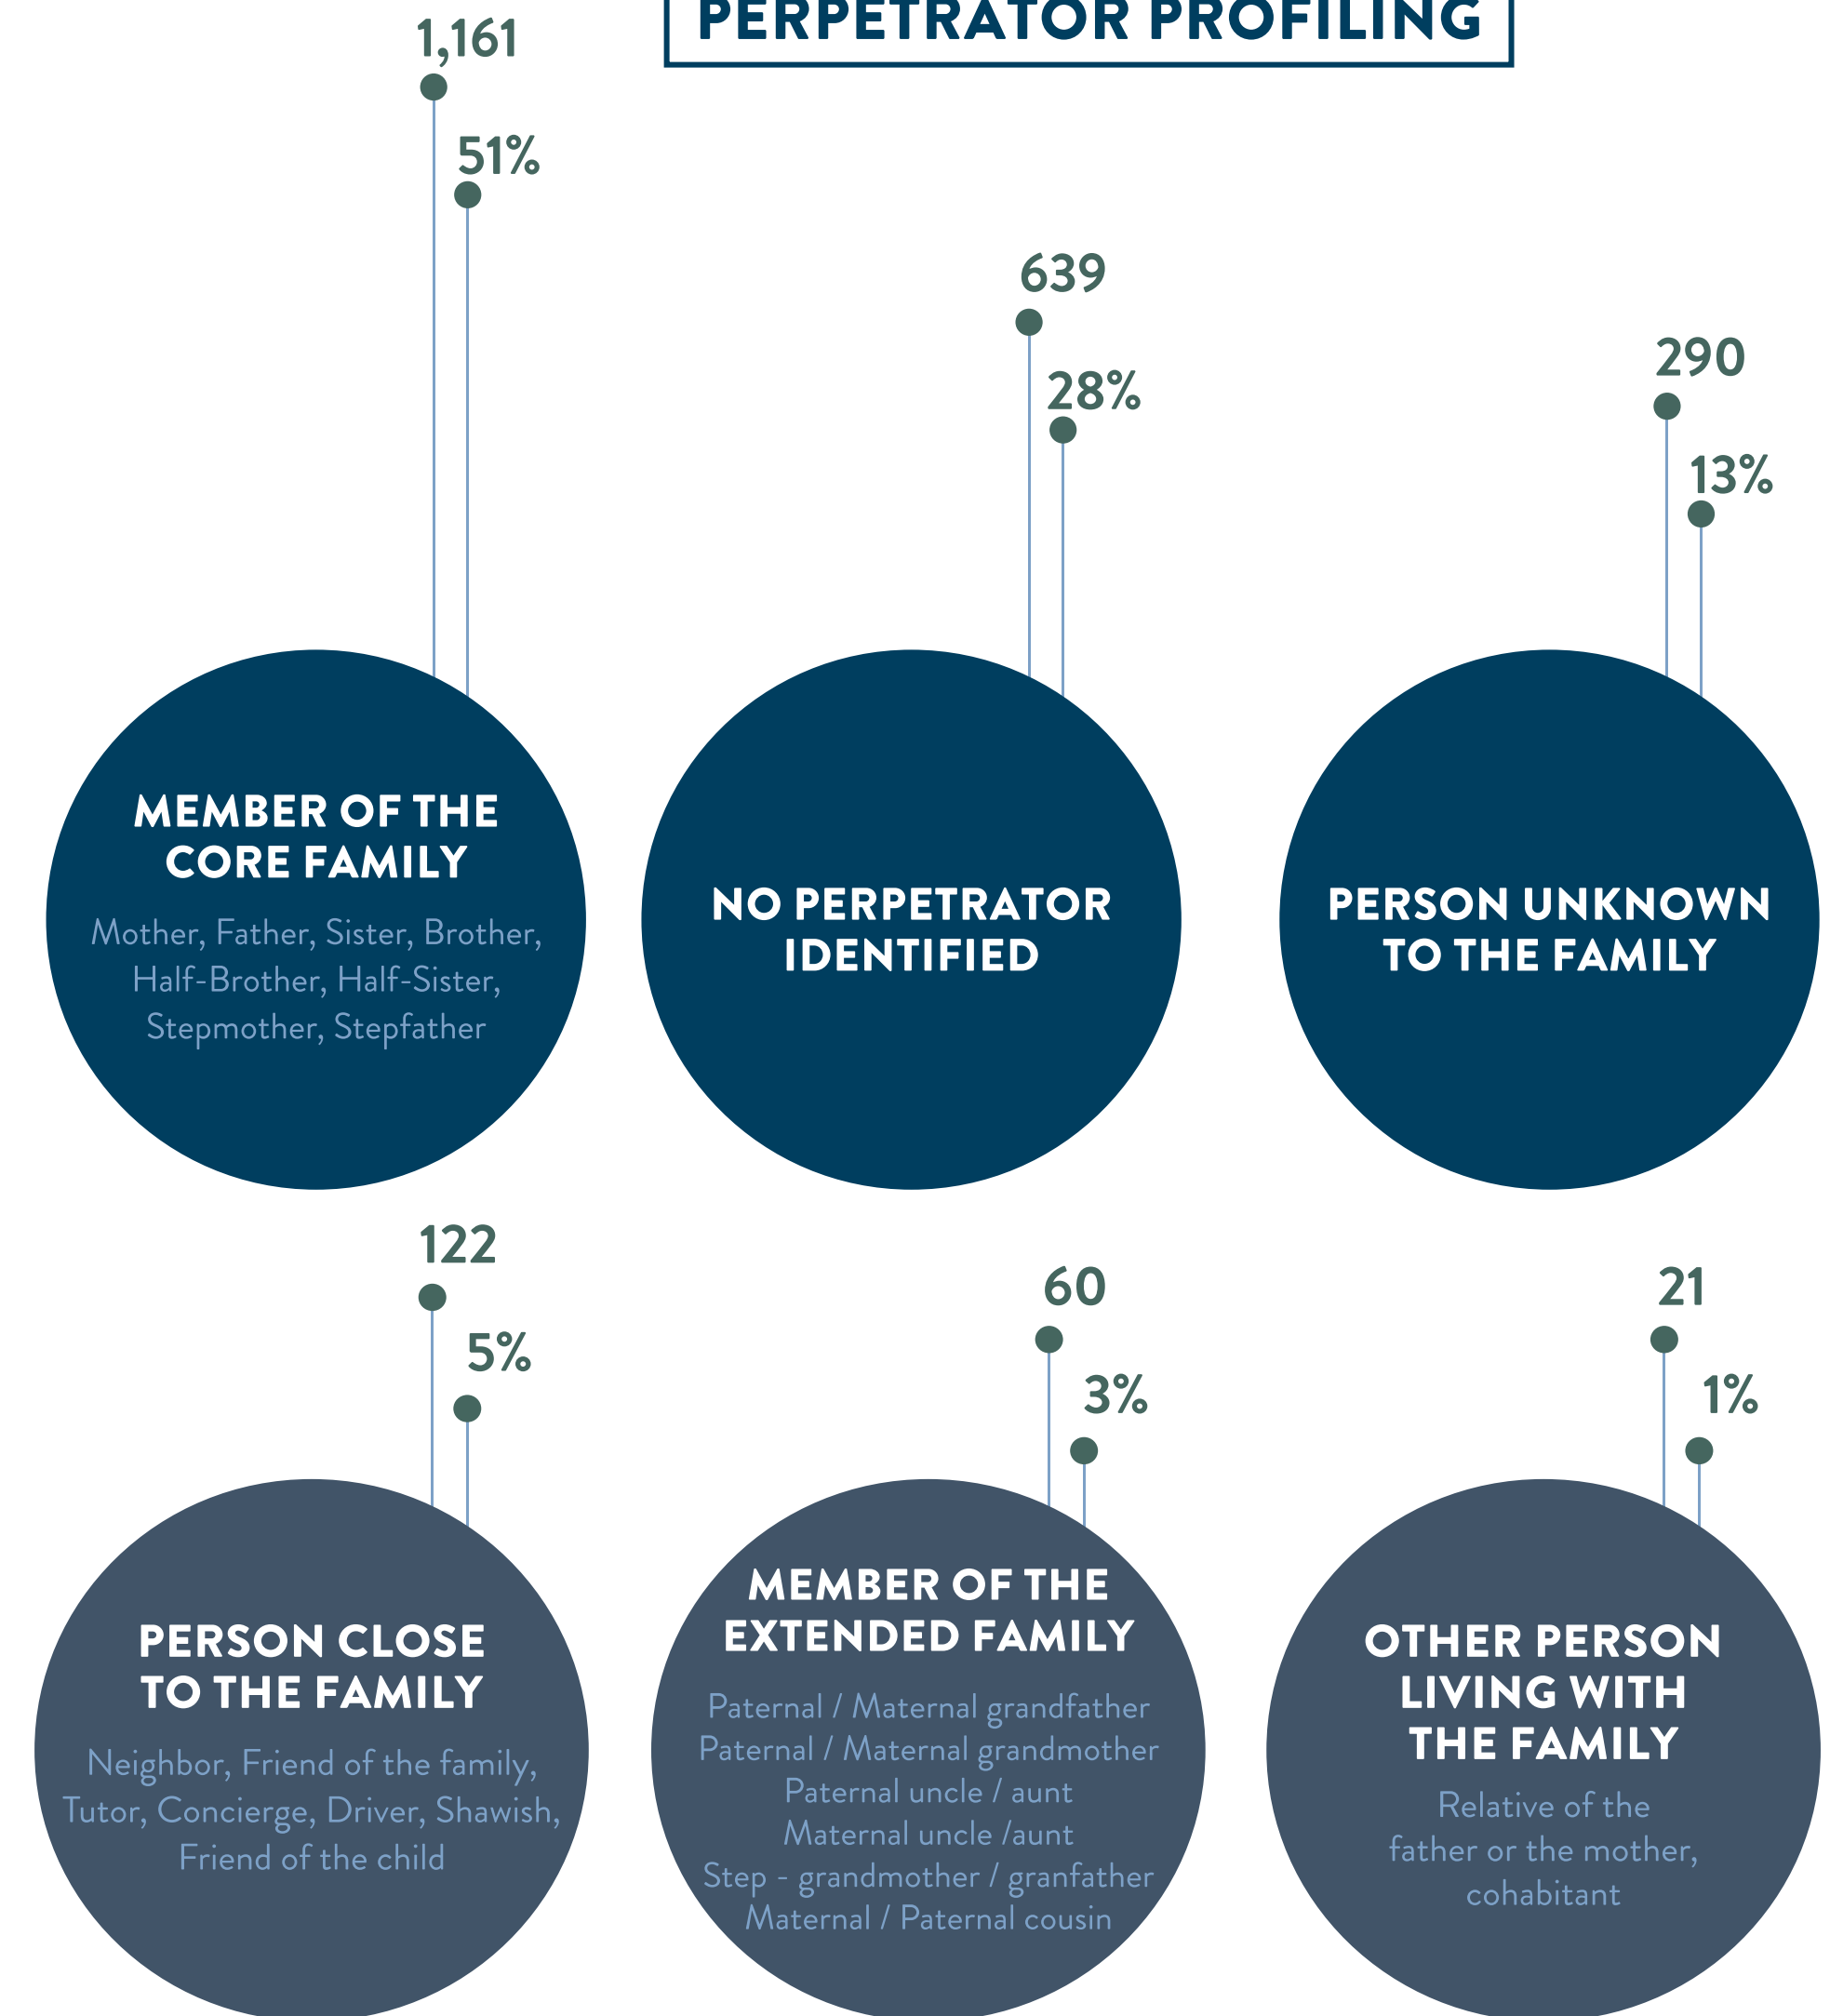 PERPETRATOR PROFILING
1,161
51%
639
28%
290
13%
MEMBER OF THE
CORE FAMILY
Mother, Father, Sister, Brother,
Half-Brother, Half-Sister,
Stepmother, Stepfather
NO PERPETRATOR
IDENTIFIED
PERSON UNKNOWN
TO THE FAMILY
122
5%
60
3%
21
1%
PERSON CLOSE
TO THE FAMILY
Neighbor, Friend of the family,
Tutor, Concierge, Driver, Shawish,
Friend of the child
MEMBER OF THE
EXTENDED FAMILY
Paternal / Maternal grandfather
Paternal / Maternal grandmother
Paternal uncle / aunt
Maternal uncle /aunt
Step - grandmother / granfather
Maternal / Paternal cousin
OTHER PERSON
LIVING WITH
THE FAMILY
Relative of the
father or the mother,
cohabitant